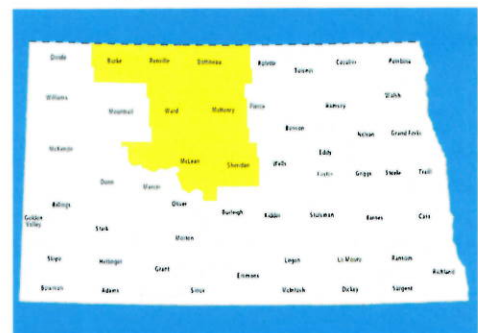 Divide Burke Renville Bottineau Rolette Towner Cavalier Pembina
Williams Mountrail Ward McHenry Pierce Ramsey Walsh
Benson Nelson Grand Forks
McKenzie McLean Sheridan Wells Eddy
Foster Griggs Steele Traill
Dunn Mercer
Billings Oliver Burleigh Kidder Stutsman Barnes Cass
Golden
Valley
Stark Morton
Slope Hettinger Grant Emmons Logan La Moure Ransom Richland
Bowman Adams Sioux McIntosh Dickey Sargent